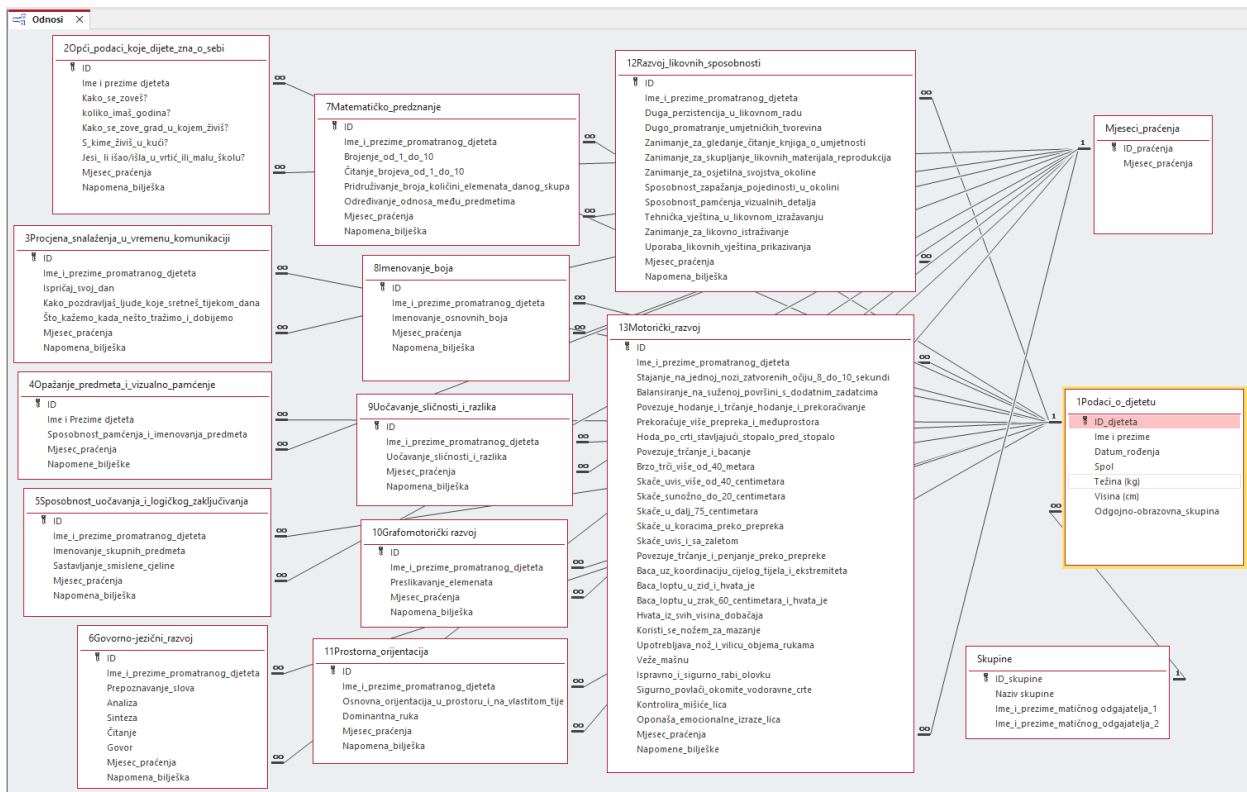 Odnosi
2Opći_podaci_koje_dijete_zna_o_sebi
ID
Ime i prezime djeteta
Kako_se_zoveš?
koliko_imaš_godina?
Kako_se_zove_grad_u_kojem_živiš?
S_kime_živiš_u_kući?
Jesi_ li išao/išla_u_vrtić_ili_malu_školu?
Mjesec_praćenja
Napomena_bilješka
3Procjena_snalaženja_u_vremenu_komunikaciji
ID
Ime_i_prezime_promatranog_djeteta
Ispričaj_svoj_dan
Kako_pozdravljaš_ljude_koje_sretneš_tijekom_dana
Što_kažemo_kada_nešto_tražimo_i_dobijemo
Mjesec_praćenja
Napomena_bilješka
4Opažanje_predmeta_i_vizualno_pamćenje
ID
Ime i Prezime djeteta
Sposobnost_pamćenja_i_imenovanja_predmeta
Mjesec_praćenja
Napomene_bilješke
5Sposobnost_uočavanja_i_logičkog_zaključivanja
ID
Ime_i_prezime_promatranog_djeteta
Imenovanje_skupnih_predmeta
Sastavljanje_smislene_cjeline
Mjesec_praćenja
Napomena_bilješka
6Govorno-jezični_razvoj
ID
Ime_i_prezime_promatranog_djeteta
Prepoznavanje_slova
Analiza
Sinteza
Čitanje
Govor
Mjesec_praćenja
Napomena_bilješka
7Matematičko_predznanje
ID
Ime_i_prezime_promatranog_djeteta
Brojenje_od_1_do_10
Čitanje_brojeva_od_1_do_10
Pridruživanje_broja_količini_elemenata_danog_skupa
Određivanje_odnosa_među_predmetima
Mjesec_praćenja
Napomena_bilješka
8Imenovanje_boja
ID
Ime_i_prezime_promatranog_djeteta
Imenovanje_osnovnih_boja
Mjesec_praćenja
Napomena_bilješka
9Uočavanje_sličnosti_i_razlika
ID
Ime_i_prezime_promatranog_djeteta
Uočavanje_sličnosti_i_razlika
Mjesec_praćenja
Napomena_bilješka
10Grafomotorički razvoj
ID
Ime_i_prezime_promatranog_djeteta
Preslikavanje_elemenata
Mjesec_praćenja
Napomena_bilješka
11Prostorna_orijentacija
ID
Ime_i_prezime_promatranog_djeteta
Osnovna_orijentacija_u_prostoru_i_na_vlastitom_tije
Dominantna_ruka
Mjesec_praćenja
Napomena_bilješka
12Razvoj_likovnih_sposobnosti
ID
Ime_i_prezime_promatranog_djeteta
Duga_perzistencija_u_likovnom_radu
Dugo_promatranje_umjetničkih_tvorevina
Zanimanje_za_gledanje_čitanje_knjiga_o_umjetnosti
Zanimanje_za_skupljanje_likovnih_materijala_reprodukcija
Zanimanje_za_osjetilna_svojstva_okoline
Sposobnost_zapažanja_pojedinosti_u_okolini
Sposobnost_pamćenja_vizualnih_detalja
Tehnička_vještina_u_likovnom_izražavanju
Zanimanje_za_likovno_istraživanje
Uporaba_likovnih_vještina_prikazivanja
Mjesec_praćenja
Napomena_bilješka
13Motorički_razvoj
ID
Ime_i_prezime_promatranog_djeteta
Stajanje_na_jednoj_nozi_zatvorenih_očiju_8_do_10_sekundi
Balansiranje_na_suženoj_površini_s_dodatnim_zadatcima
Povezuje_hodanje_i_trčanje_hodanje_i_prekoračivanje
Prekoračuje_više_prepreka_i_međuprostora
Hoda_po_crti_stavljajući_stopalo_pred_stopalo
Povezuje_trčanje_i_bacanje
Brzo_trči_više_od_40_metara
Skače_uvis_više_od_40_centimetara
Skače_sunožno_do_20_centimetara
Skače_u_dalj_75_centimetara
Skače_u_koracima_preko_prepreka
Skače_uvis_i_sa_zaletom
Povezuje_trčanje_i_penjanje_preko_prepreke
Baca_uz_koordinaciju_cijelog_tijela_i_ekstremiteta
Baca_loptu_u_zid_i_hvata_je
Baca_loptu_u_zrak_60_centimetara_i_hvata_je
Hvata_iz_svih_visina_dobačaja
Koristi_se_nožem_za_mazanje
Upotrebljava_nož_i_vilicu_objema_rukama
Veže_mašnu
Ispravno_i_sigurno_rabi_olovku
Sigurno_povlači_okomite_vodoravne_crte
Kontrolira_mišiće_lica
Oponaša_emocionalne_izraze_lica
Mjesec_praćenja
Napomene_bilješke
Mjeseci_praćenja
ID_praćenja
Mjesec_praćenja
1Podaci_o_djetetu
ID_djeteta
Ime i prezime
Datum_rođenja
Spol
Težina (kg)
Visina (cm)
Odgojno-obrazovna_skupina
Skupine
ID_skupine
Naziv skupine
Ime_i_prezime_matičnog odgajatelja_1
Ime_i_prezime_matičnog_odgajatelja_2